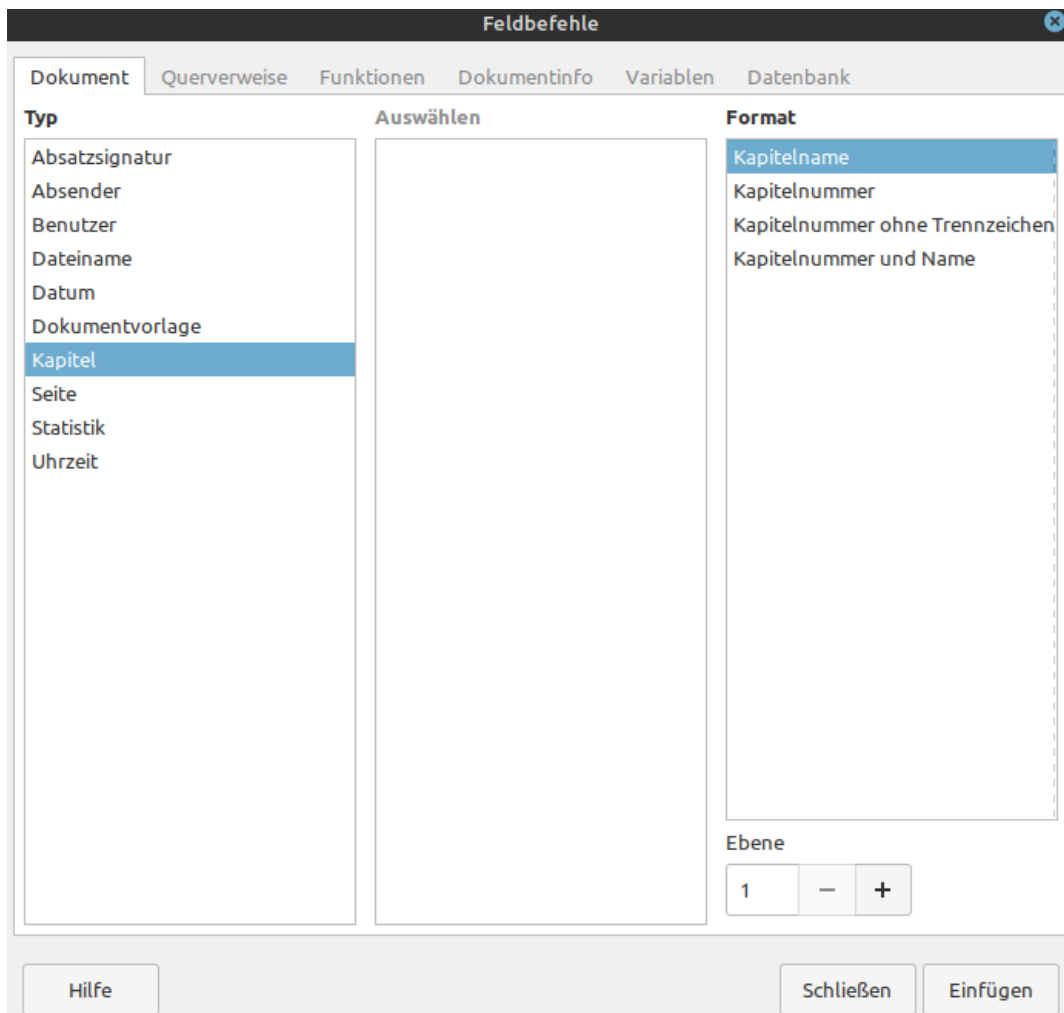 Feldbefehle
Dokument Querverweise Funktionen Dokumentinfo Variablen Datenbank
Typ
Absatzsignatur
Absender
Benutzer
Dateiname
Datum
Dokumentvorlage
Kapitel
Seite
Statistik
Uhrzeit
Auswählen
Format
Kapitelname
Kapitelnummer
Kapitelnummer ohne Trennzeichen
Kapitelnummer und Name
Ebene
1 − +
Hilfe Schließen Einfügen